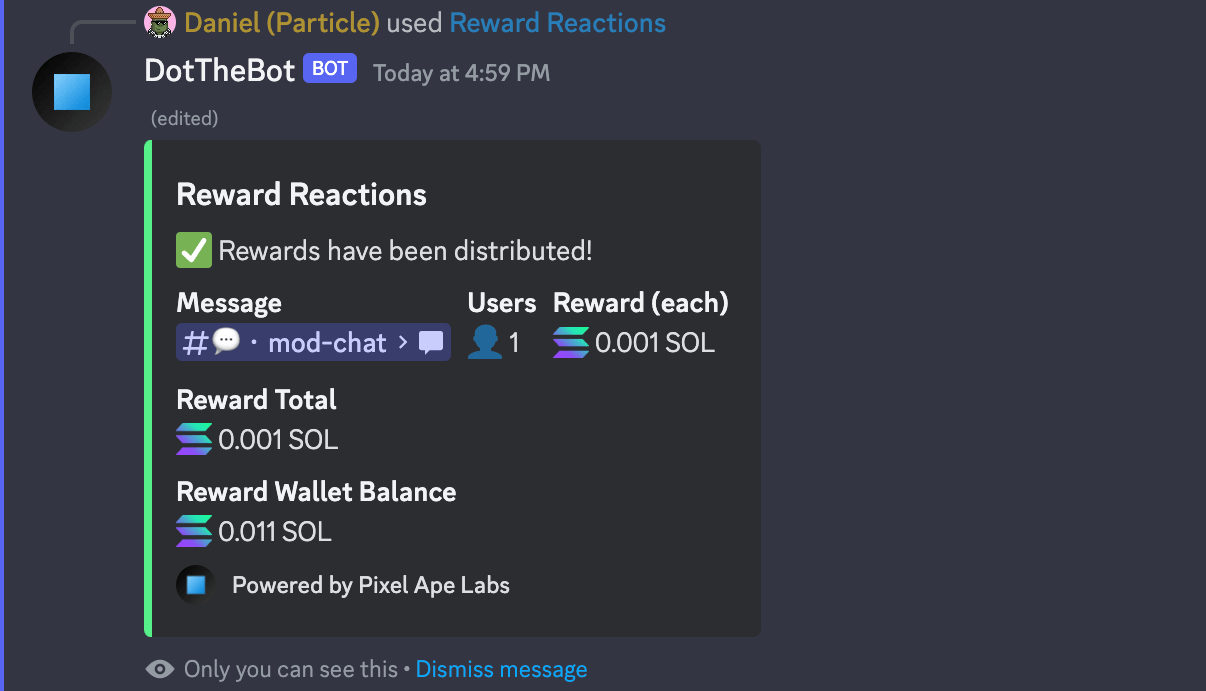 Daniel (Particle) used Reward Reactions
DotTheBot BOT Today at 4:59 PM
(edited)
Reward Reactions
✅ Rewards have been distributed!
Message Users Reward (each)
#💬・mod-chat › 1 0.001 SOL
Reward Total
0.001 SOL
Reward Wallet Balance
0.011 SOL
Powered by Pixel Ape Labs
Only you can see this • Dismiss message